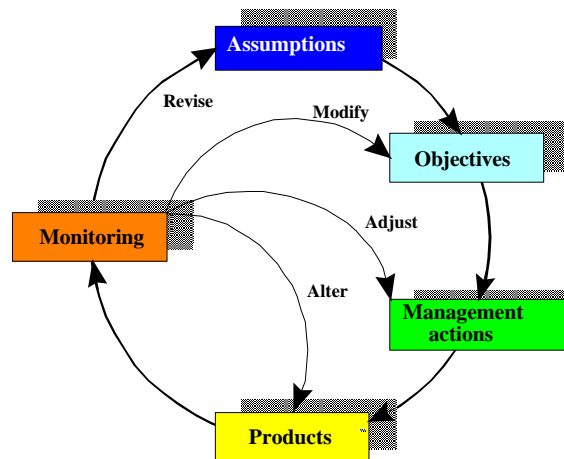 Assumptions
Revise
Modify
Objectives
Monitoring
Adjust
Alter
Management
actions
Products